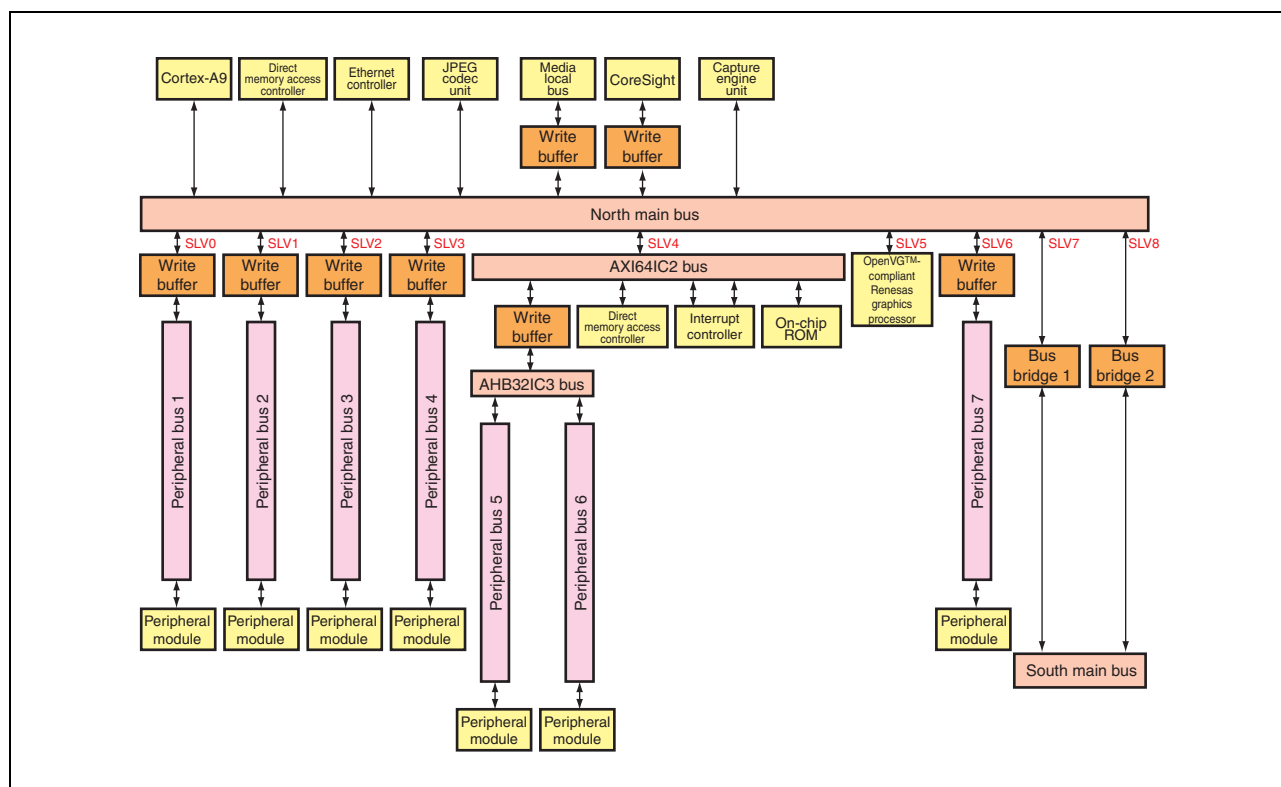 Cortex-A9
Direct
memory access
controller
Ethernet
controller
JPEG
codec
unit
Media
local
bus
CoreSight
Capture
engine
unit
Write
buffer
Write
buffer
North main bus
SLV0
SLV1
SLV2
SLV3
SLV4
SLV5
SLV6
SLV7
SLV8
Write
buffer
Write
buffer
Write
buffer
Write
buffer
AXI64IC2 bus
OpenVG™-
compliant
Renesas
graphics
processor
Write
buffer
Write
buffer
Direct
memory access
controller
Interrupt
controller
On-chip
ROM
Bus
bridge 1
Bus
bridge 2
AHB32IC3 bus
Peripheral bus 1
Peripheral bus 2
Peripheral bus 3
Peripheral bus 4
Peripheral bus 5
Peripheral bus 6
Peripheral bus 7
Peripheral
module
Peripheral
module
Peripheral
module
Peripheral
module
Peripheral
module
South main bus
Peripheral
module
Peripheral
module